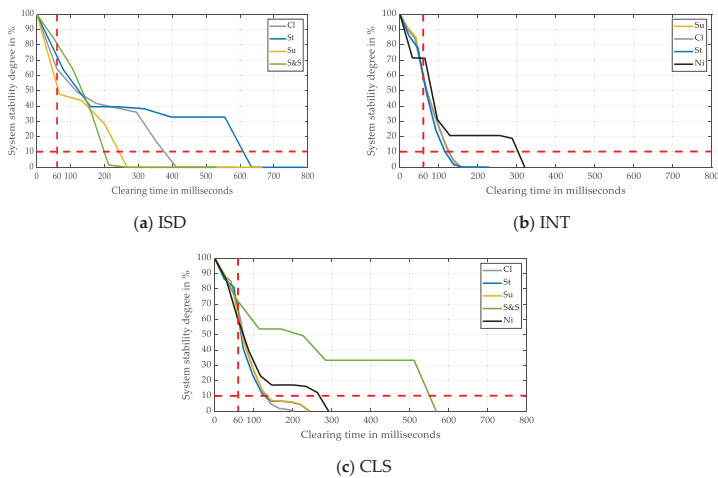 100
90
80
70
60
50
40
30
20
10
0
System stability degree in %
Cl
St
Su
S&S
0 60 100 200 300 400 500 600 700 800
Clearing time in milliseconds
(a) ISD
100
90
80
70
60
50
40
30
20
10
0
System stability degree in %
Su
Cl
St
Ni
0 60 100 200 300 400 500 600 700 800
Clearing time in milliseconds
(b) INT
100
90
80
70
60
50
40
30
20
10
0
System stability degree in %
Cl
St
Su
S&S
Ni
0 60 100 200 300 400 500 600 700 800
Clearing time in milliseconds
(c) CLS